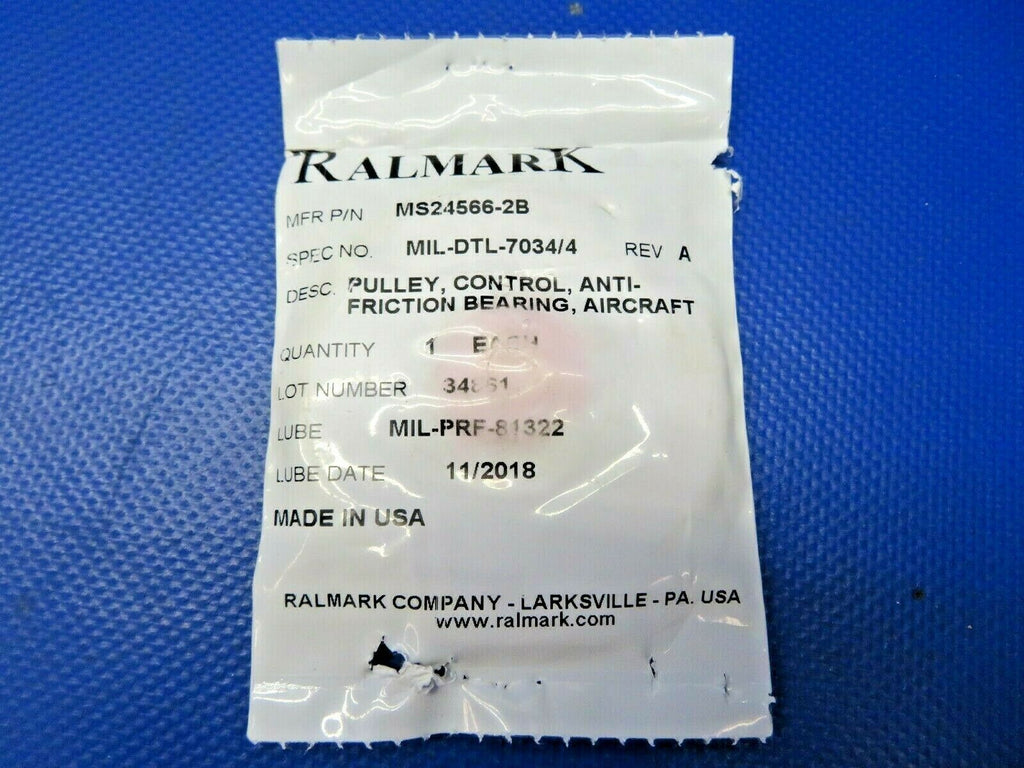 RALMARK
MFR P/N MS24566-2B
SPEC NO. MIL-DTL-7034/4 REV A
DESC. PULLEY, CONTROL, ANTI-
FRICTION BEARING, AIRCRAFT
QUANTITY 1 EACH
LOT NUMBER
LUBE MIL-PRF-81322
LUBE DATE 11/2018
MADE IN USA
RALMARK COMPANY - LARKSVILLE - PA. USA
www.ralmark.com